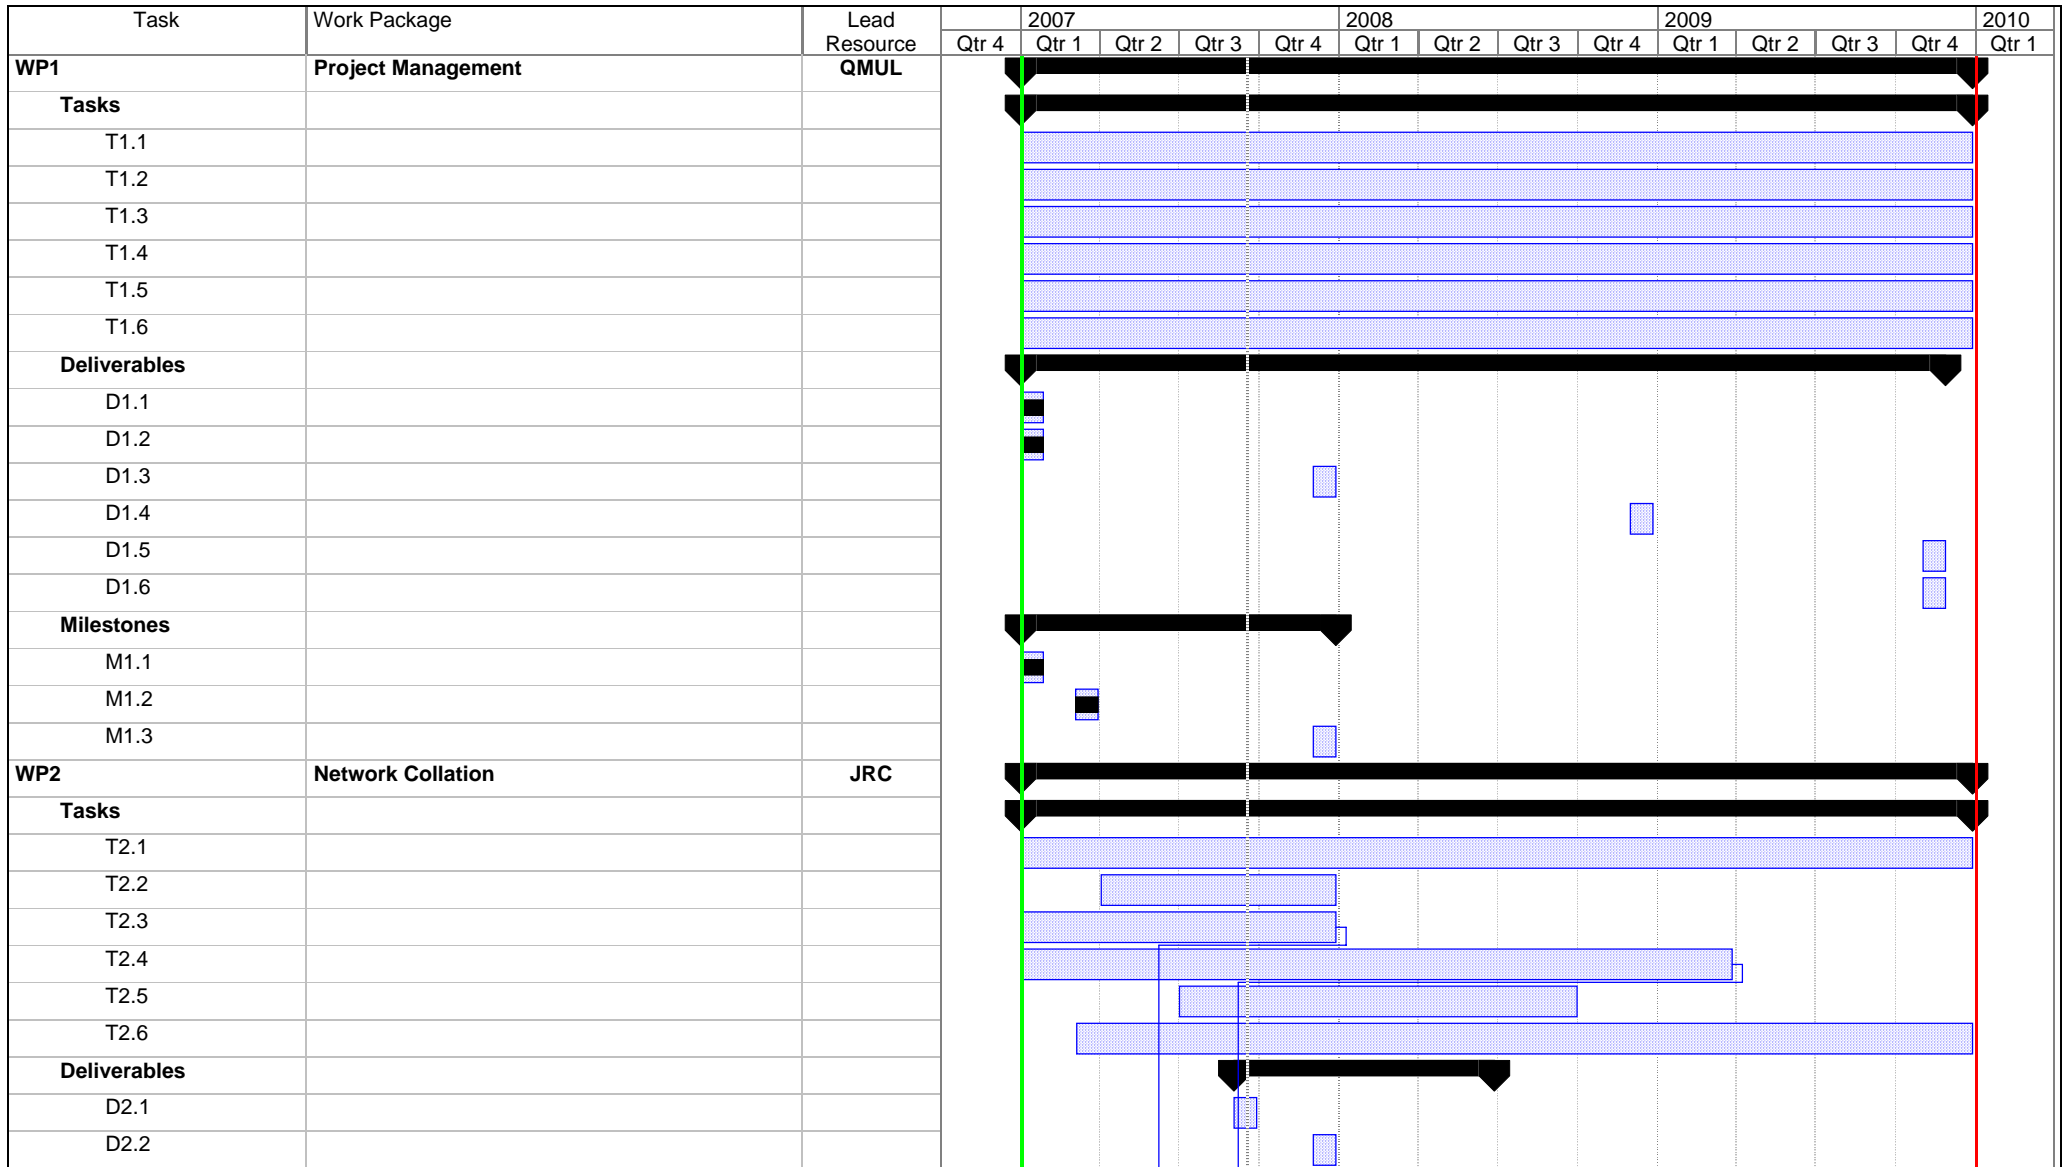 Task Work Package Lead Resource 2007 2008 2009 2010
Qtr 4 Qtr 1 Qtr 2 Qtr 3 Qtr 4 Qtr 1 Qtr 2 Qtr 3 Qtr 4 Qtr 1 Qtr 2 Qtr 3 Qtr 4 Qtr 1
WP1 Project Management QMUL
Tasks
T1.1
T1.2
T1.3
T1.4
T1.5
T1.6
Deliverables
D1.1
D1.2
D1.3
D1.4
D1.5
D1.6
Milestones
M1.1
M1.2
M1.3
WP2 Network Collation JRC
Tasks
T2.1
T2.2
T2.3
T2.4
T2.5
T2.6
Deliverables
D2.1
D2.2